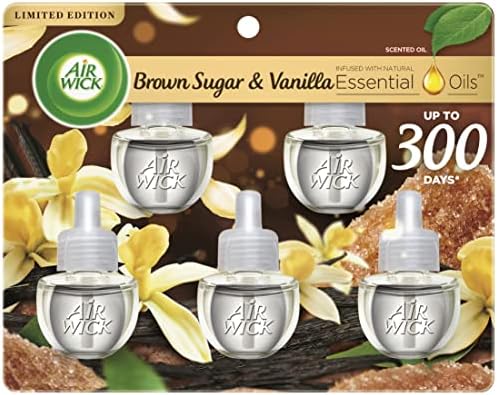 LIMITED EDITION
AIR
WICK
Brown Sugar & Vanilla
SCENTED OIL
INFUSED WITH NATURAL
Essential Oils™
UP TO
300
DAYS*
AIR
WICK
AIR
WICK
AIR
WICK
AIR
WICK
AIR
WICK